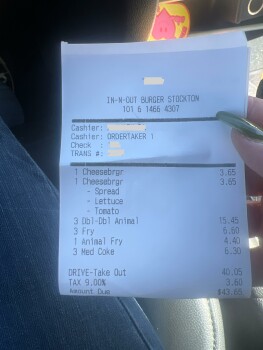 IN-N-OUT BURGER STOCKTON
101 6 1466 4307
Cashier:
Cashier: ORDERTAKER 1
Check :
TRANS #:
1 Cheesebrgr 3.65
1 Cheesebrgr 3.65
- Spread
- Lettuce
- Tomato
3 Dbl-Dbl Animal 15.45
3 Fry 6.60
1 Animal Fry 4.40
3 Med Coke 6.30
DRIVE-Take Out 40.05
TAX 9.00% 3.60
Amount Due $43.65